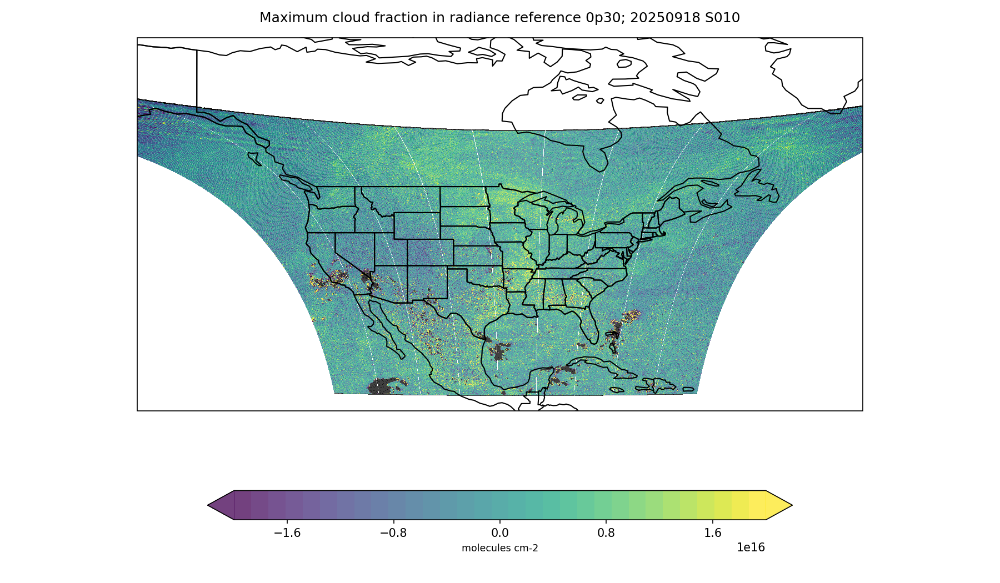 Maximum cloud fraction in radiance reference 0p30; 20250918 S010
−1.6 −0.8 0.0 0.8 1.6
molecules cm-2 1e16